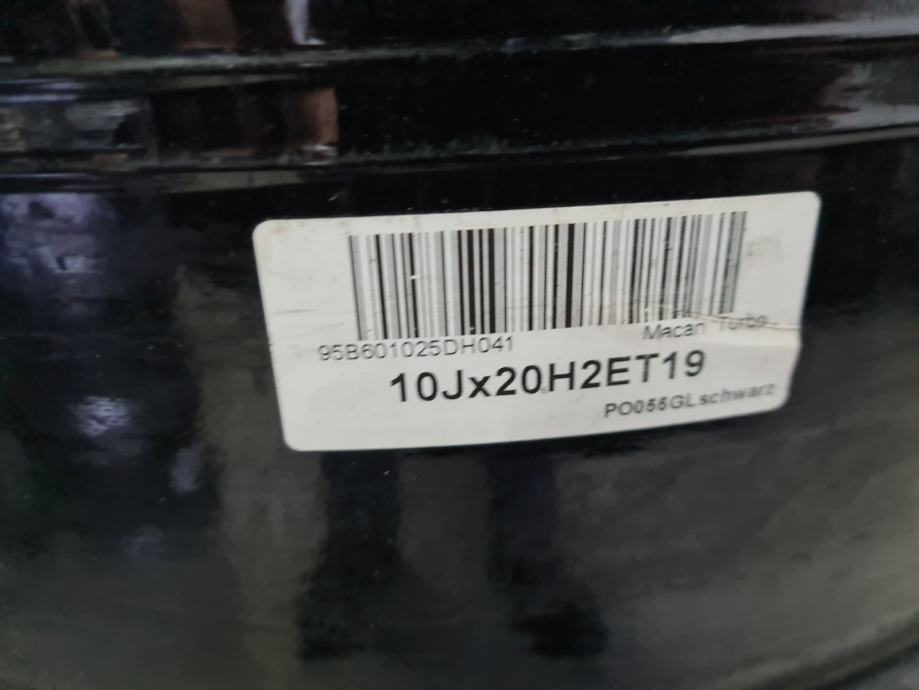 95B601025DH041
Macan Turbo
10Jx20H2ET19
PO055GLschwarz